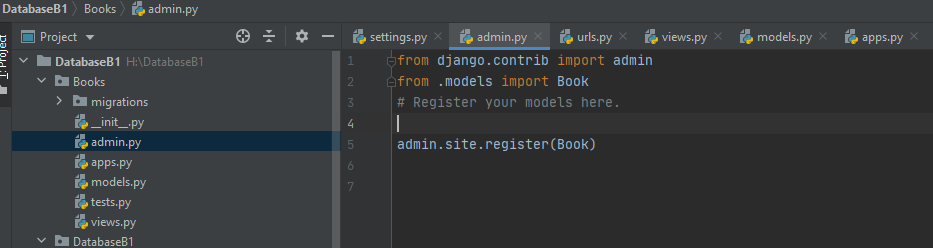 DatabaseB1 Books admin.py
1: Project
Project
settings.py admin.py urls.py views.py models.py apps.py
DatabaseB1 H:\DatabaseB1
Books
migrations
__init__.py
admin.py
apps.py
models.py
tests.py
views.py
DatabaseB1
1 from django.contrib import admin
2 from .models import Book
3 # Register your models here.
4
5 admin.site.register(Book)
6
7